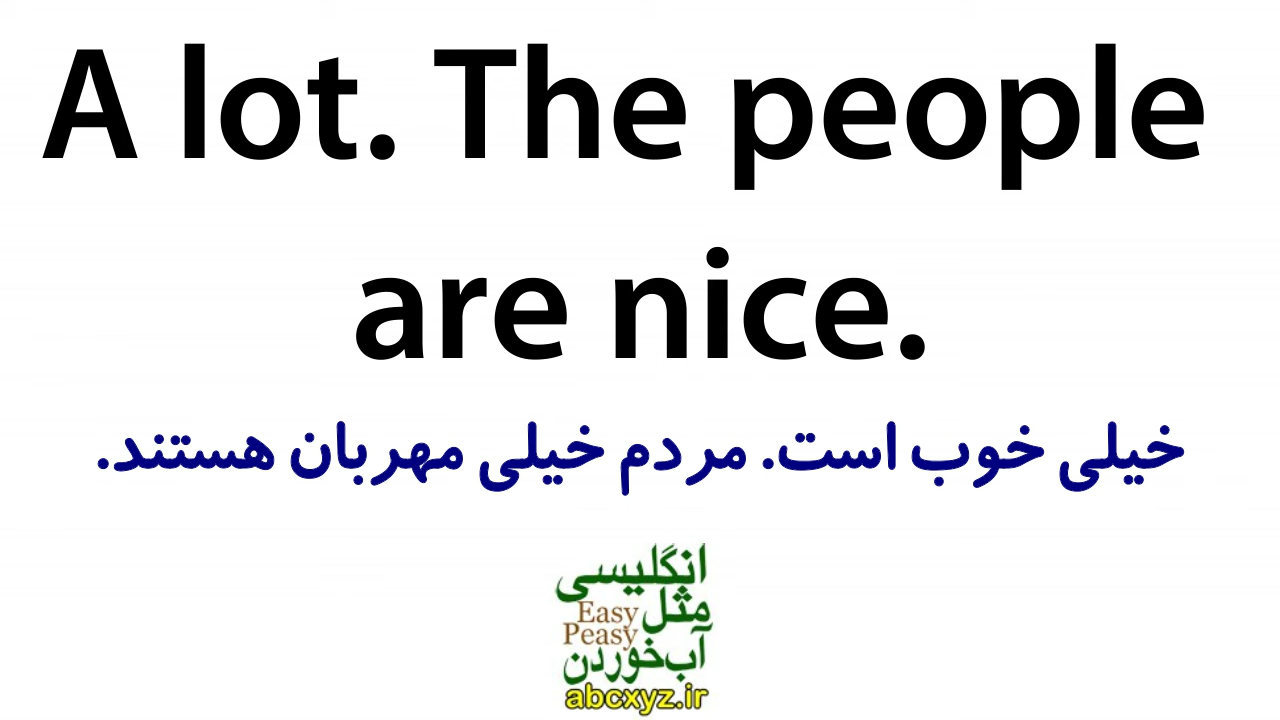 A lot. The people
are nice.
خیلی خوب است. مردم خیلی مهربان هستند.
انگلیسی
مثل
Easy
Peasy
آب‌خوردن
abcxyz.ir